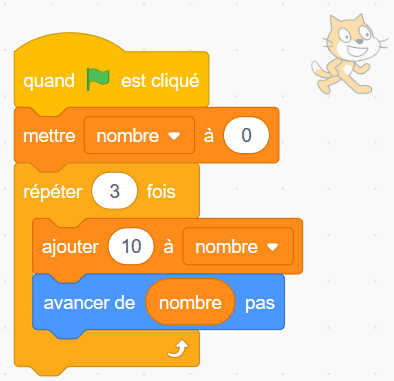 quand est cliqué
mettre nombre à 0
répéter 3 fois
ajouter 10 à nombre
avancer de nombre pas